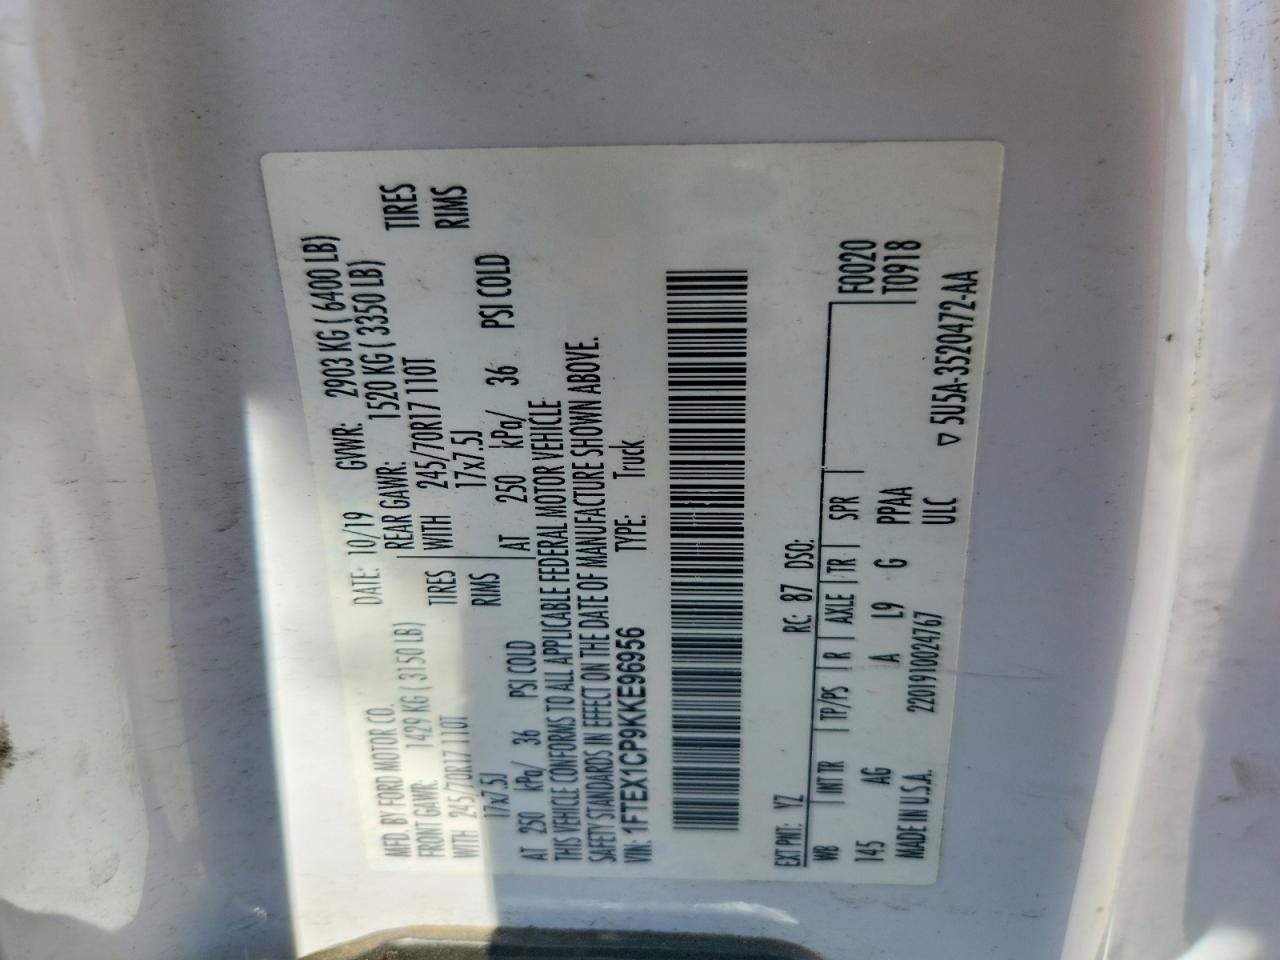 MFD. BY FORD MOTOR CO.
DATE: 10/19 GVWR: 2903 KG ( 6400 LB)
FRONT GAWR: 1429 KG ( 3150 LB)
REAR GAWR: 1520 KG ( 3350 LB)
WITH 245/70R17 110T TIRES
WITH 245/70R17 110T TIRES
17x7.5J RIMS
17x7.5J RIMS
AT 250 kPa/ 36 PSI COLD
AT 250 kPa/ 36 PSI COLD
THIS VEHICLE CONFORMS TO ALL APPLICABLE FEDERAL MOTOR VEHICLE
SAFETY STANDARDS IN EFFECT ON THE DATE OF MANUFACTURE SHOWN ABOVE.
VIN: 1FTEX1CP9KKE96956 TYPE: Truck
EXT PNT: YZ RC: 87 DSO:
WB INT TR TP/PS R AXLE TR SPR F0020
145 AG A L9 G PPAA T0918
MADE IN U.S.A. 2201910024767 ULC
▽ 5U5A-3520472-AA